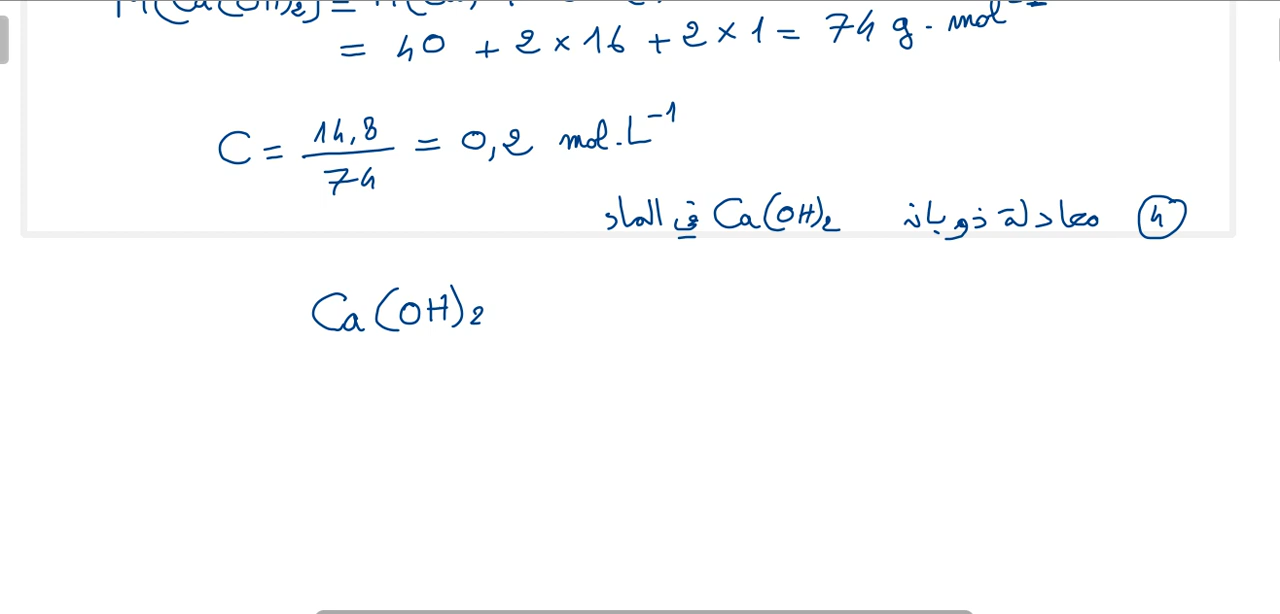 = 40 + 2 × 16 + 2 × 1 = 74 g. mol
C = 14,8 / 74 = 0,2 mol.L⁻¹
④ معادلة ذوبان Ca(OH)₂ في الماء
Ca(OH)₂